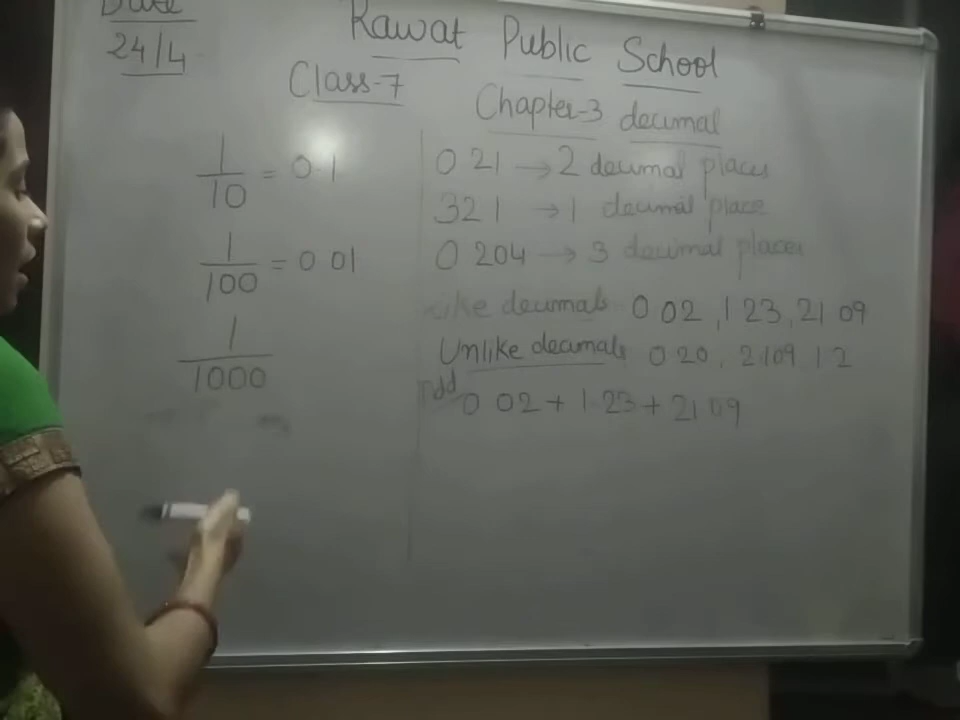 Date
24/4
Rawat Public School
Class-7
Chapter-3 decimal
1/10 = 0.1
1/100 = 0.01
1/1000
0.21 → 2 decimal places
32.1 → 1 decimal place
0.204 → 3 decimal places
like decimals 0.02, 1.23, 21.09
Unlike decimals 0.20, 2.109, 1.2
Add 0.02 + 1.23 + 21.09